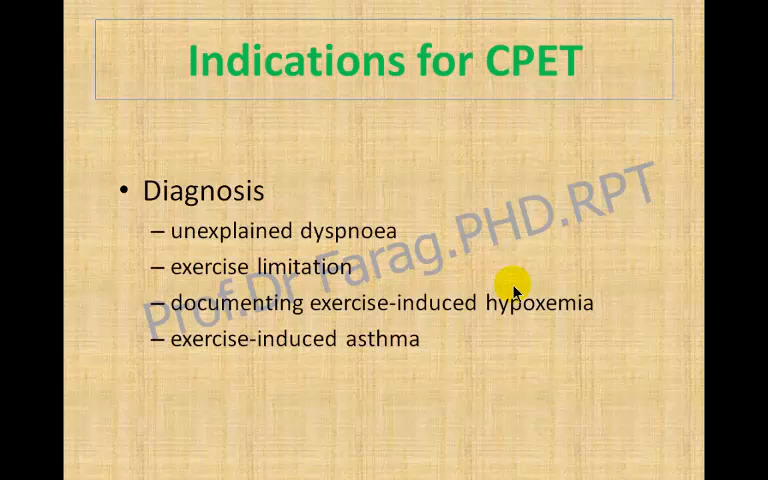 Indications for CPET
• Diagnosis
– unexplained dyspnoea
– exercise limitation
– documenting exercise-induced hypoxemia
– exercise-induced asthma
Prof.Dr Farag.PHD.RPT